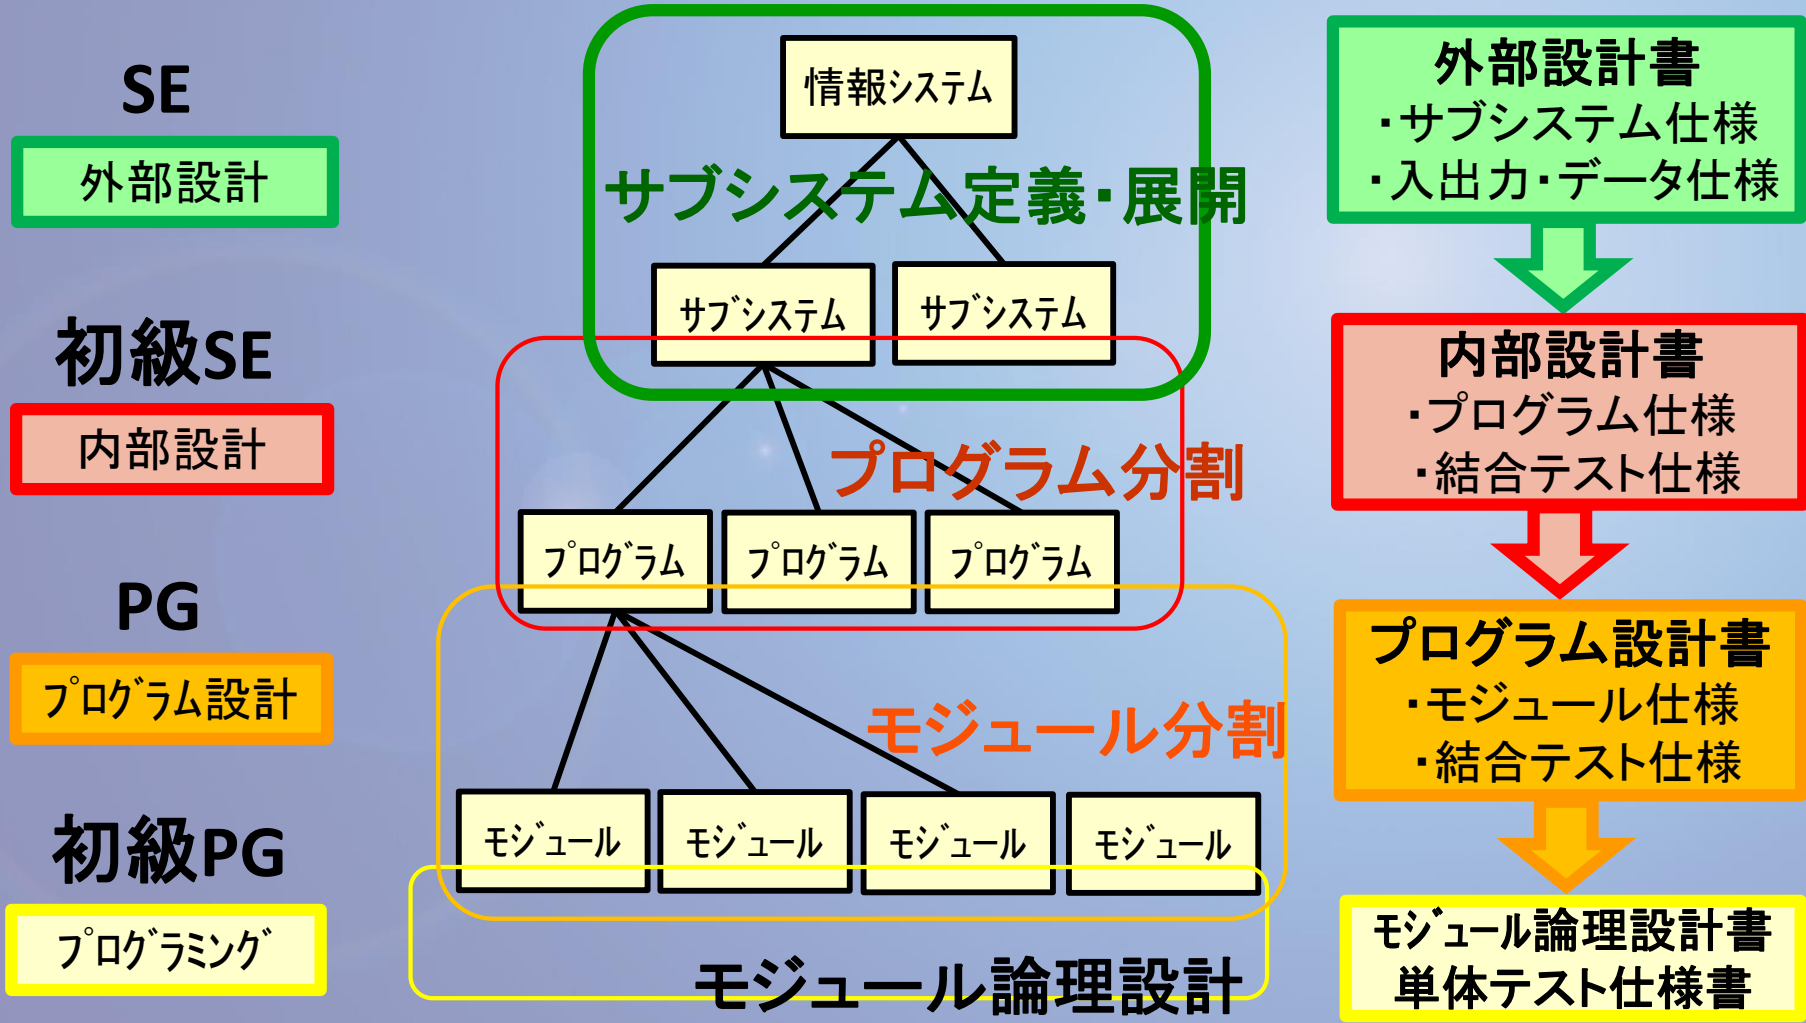 SE
外部設計
初級SE
内部設計
PG
ﾌﾟﾛｸﾞﾗﾑ設計
初級PG
ﾌﾟﾛｸﾞﾗﾐﾝｸﾞ
情報ｼｽﾃﾑ
サブシステム定義・展開
ｻﾌﾞｼｽﾃﾑ
ｻﾌﾞｼｽﾃﾑ
プログラム分割
ﾌﾟﾛｸﾞﾗﾑ
ﾌﾟﾛｸﾞﾗﾑ
ﾌﾟﾛｸﾞﾗﾑ
モジュール分割
ﾓｼﾞｭｰﾙ
ﾓｼﾞｭｰﾙ
ﾓｼﾞｭｰﾙ
ﾓｼﾞｭｰﾙ
モジュール論理設計
外部設計書
・サブシステム仕様
・入出力・データ仕様
内部設計書
・プログラム仕様
・結合テスト仕様
プログラム設計書
・モジュール仕様
・結合テスト仕様
ﾓｼﾞｭｰﾙ論理設計書
単体テスト仕様書